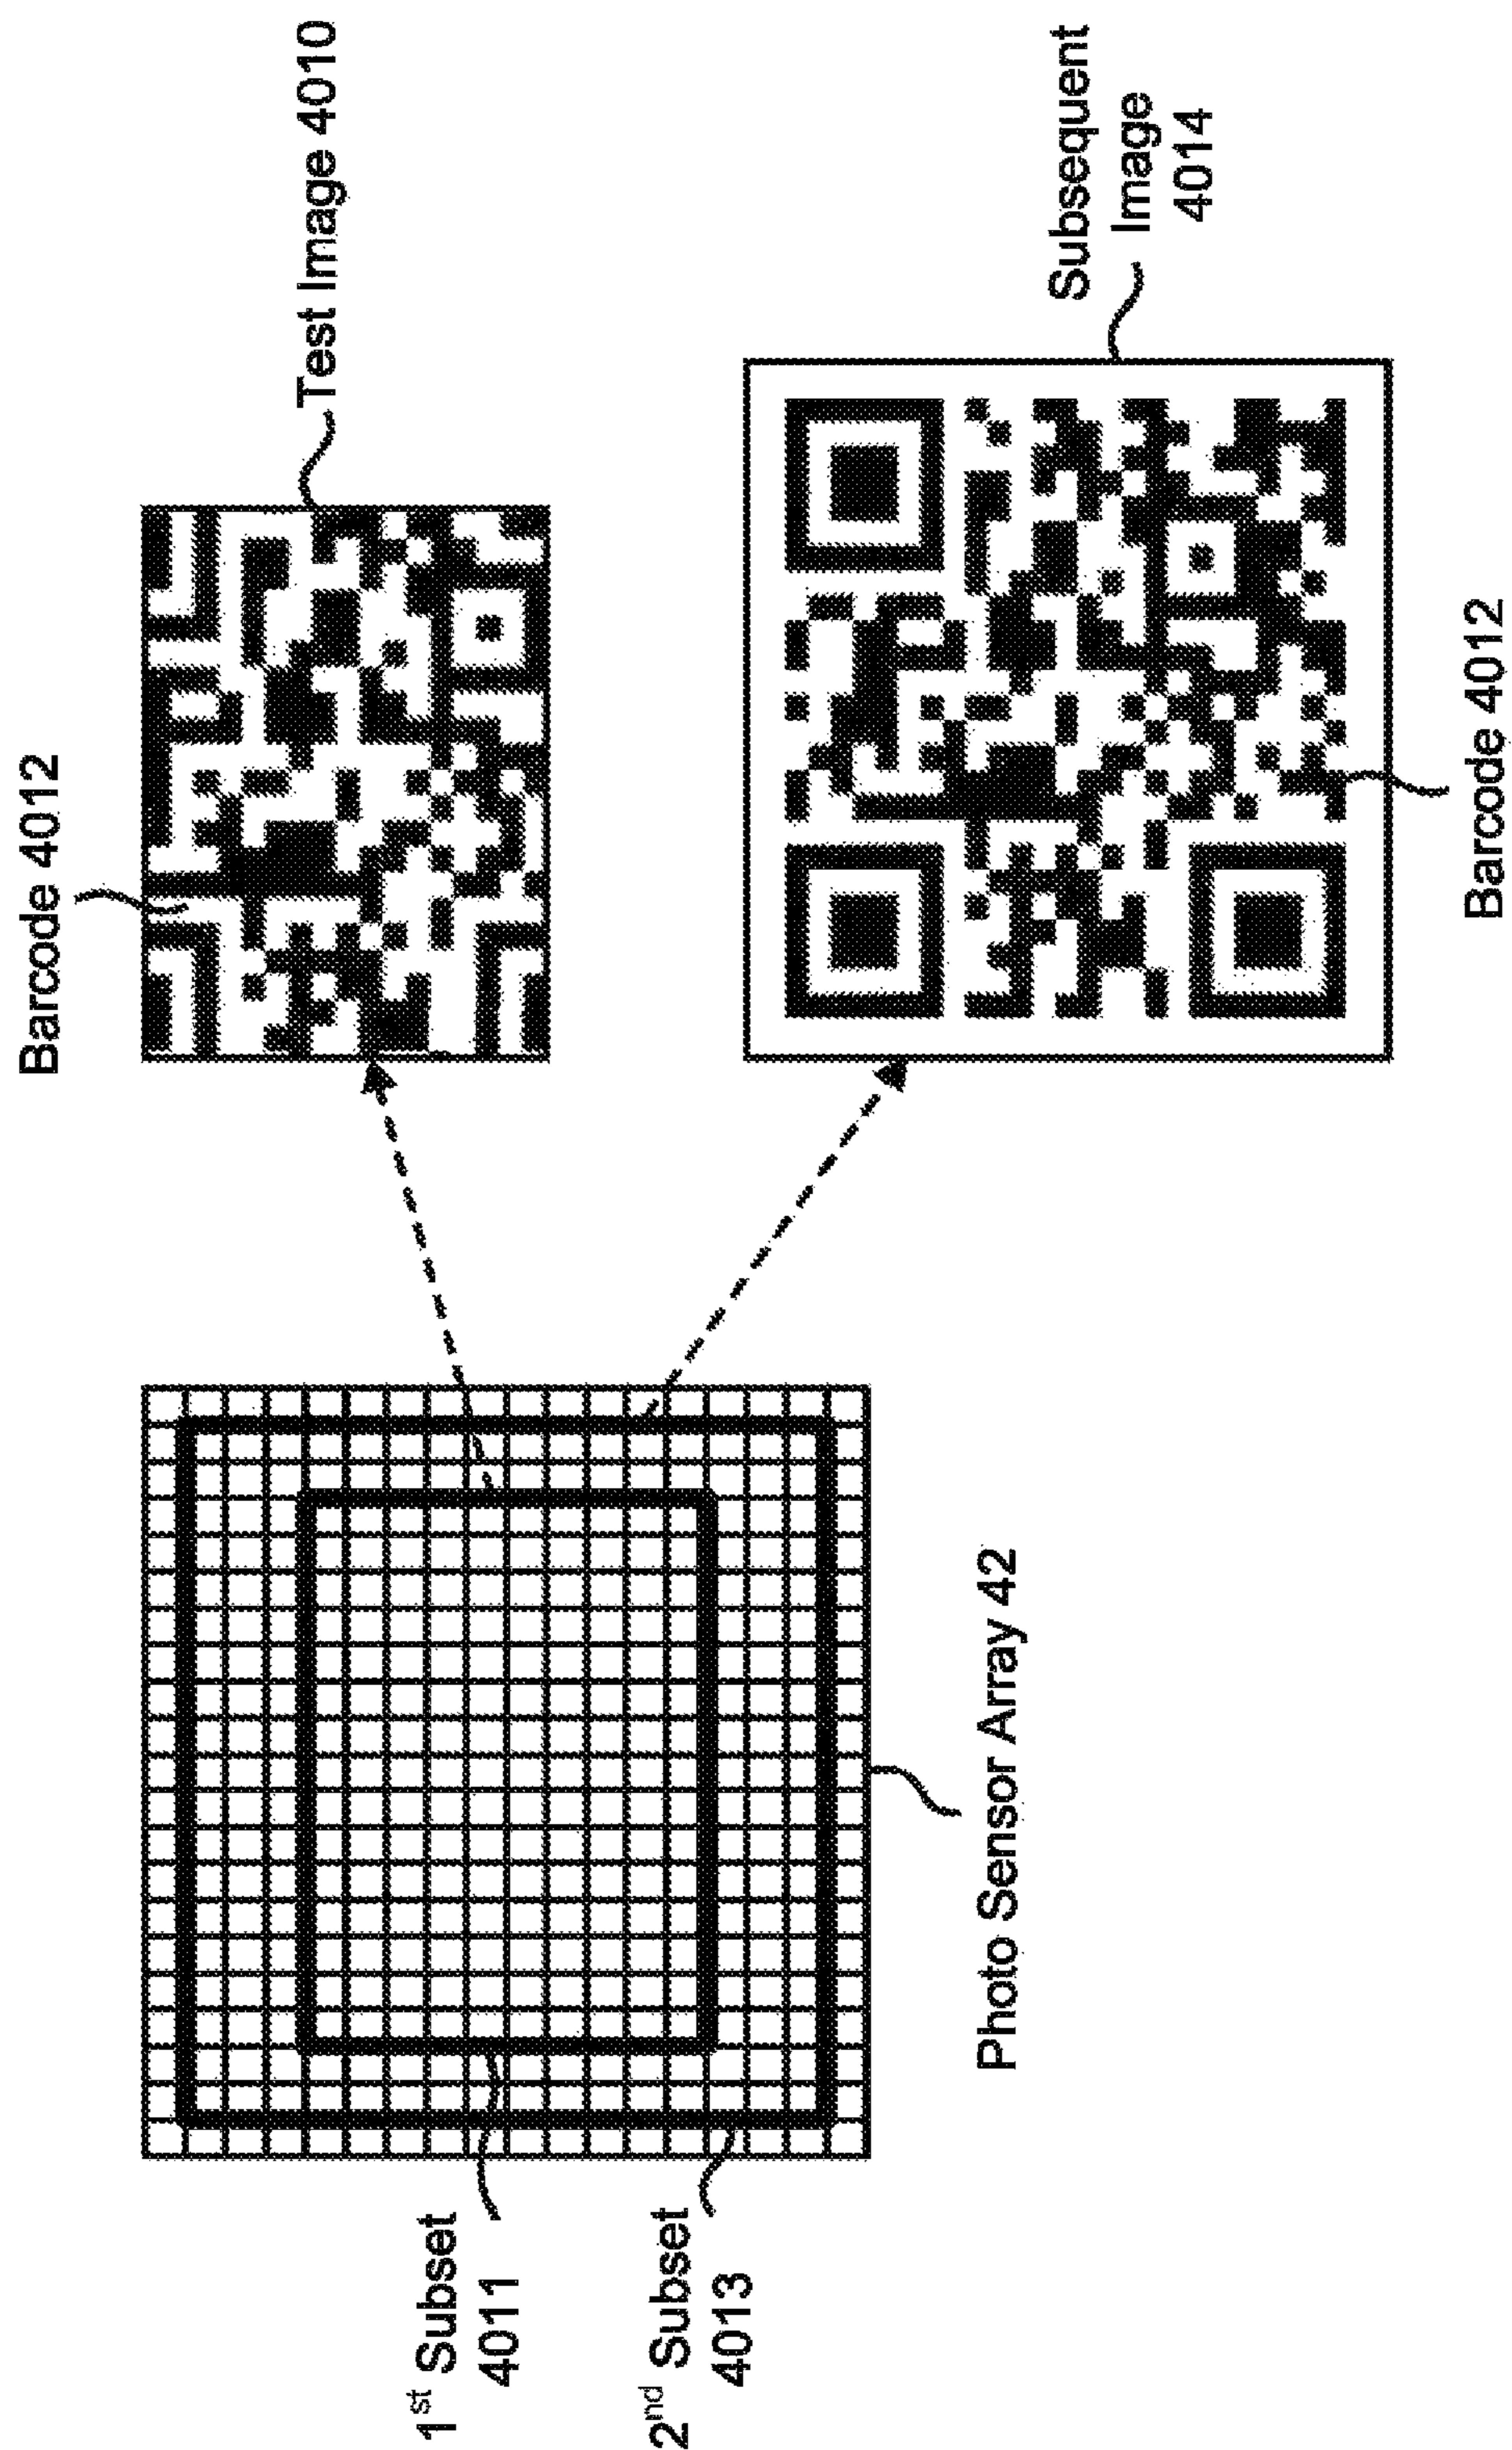 1st Subset
4011
2nd Subset
4013
Photo Sensor Array 42
Barcode 4012
Test Image 4010
Subsequent
Image
4014
Barcode 4012